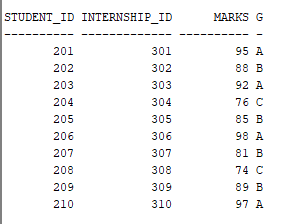 STUDENT_ID INTERNSHIP_ID MARKS G
---------- ------------- ---------- -
201 301 95 A
202 302 88 B
203 303 92 A
204 304 76 C
205 305 85 B
206 306 98 A
207 307 81 B
208 308 74 C
209 309 89 B
210 310 97 A